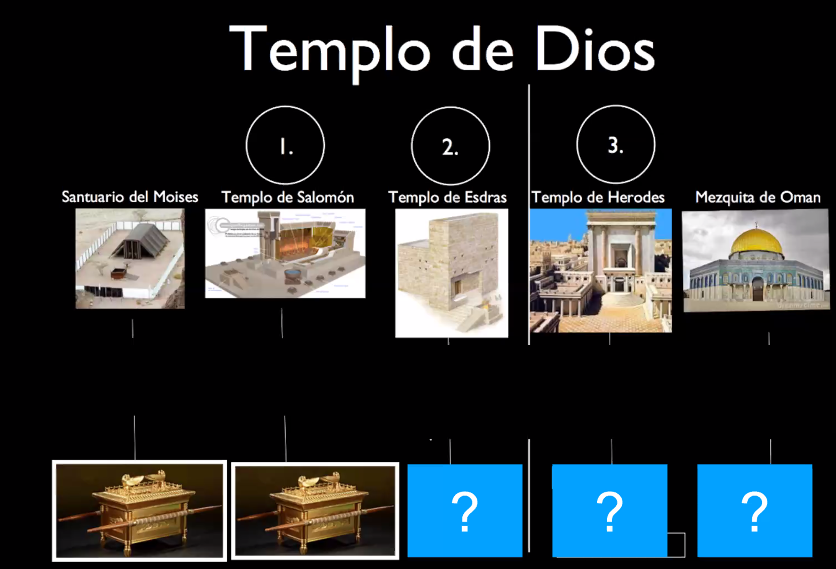 Templo de Dios
1.
2.
3.
Santuario del Moises
Templo de Salomón
Templo de Esdras
Templo de Herodes
Mezquita de Oman
?
?
?